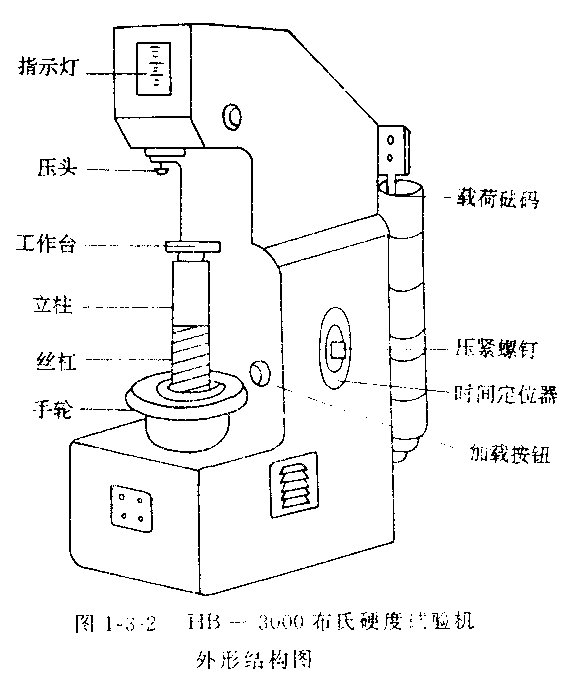 指示灯
压头
载荷砝码
工作台
立柱
丝杠
压紧螺钉
手轮
时间定位器
加载按钮
图 1-3-2 HB－3000 布氏硬度试验机
外形结构图